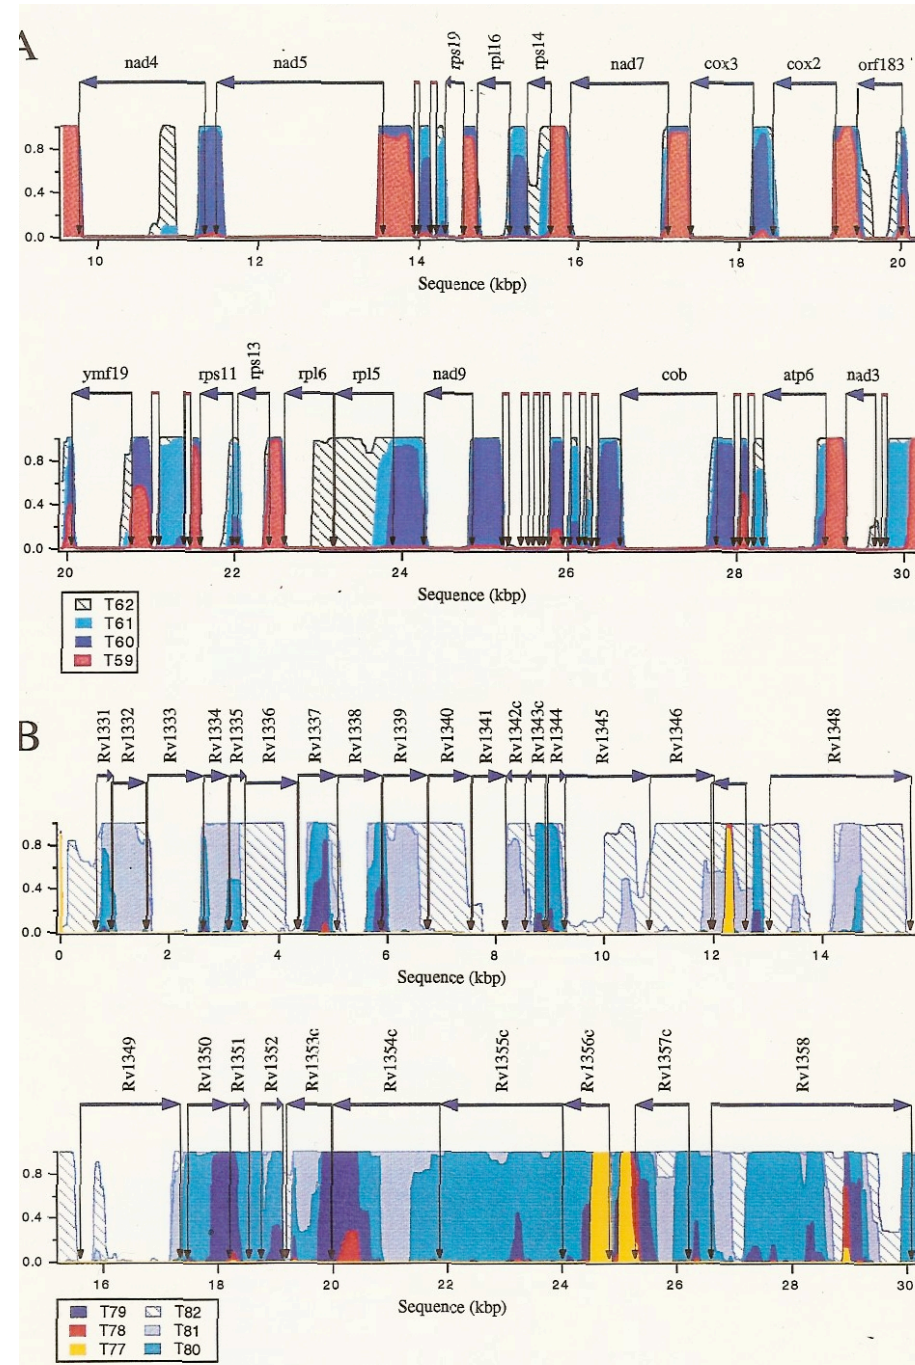 A
nad4 nad5 rps19 rpl16 rps14 nad7 cox3 cox2 orf183
0.8
0.4
0.0
10 12 14 16 18 20
Sequence (kbp)
ymf19 rps11 rps13 rpl6 rpl5 nad9 cob atp6 nad3
0.8
0.4
0.0
20 22 24 26 28 30
Sequence (kbp)
T62
T61
T60
T59
B
Rv1331 Rv1332 Rv1333 Rv1334 Rv1335 Rv1336 Rv1337 Rv1338 Rv1339 Rv1340 Rv1341 Rv1342c Rv1343c Rv1344 Rv1345 Rv1346 Rv1348
0.8
0.4
0.0
0 2 4 6 8 10 12 14
Sequence (kbp)
Rv1349 Rv1350 Rv1351 Rv1352 Rv1353c Rv1354c Rv1355c Rv1356c Rv1357c Rv1358
0.8
0.4
0.0
16 18 20 22 24 26 28 30
Sequence (kbp)
T79 T82
T78 T81
T77 T80